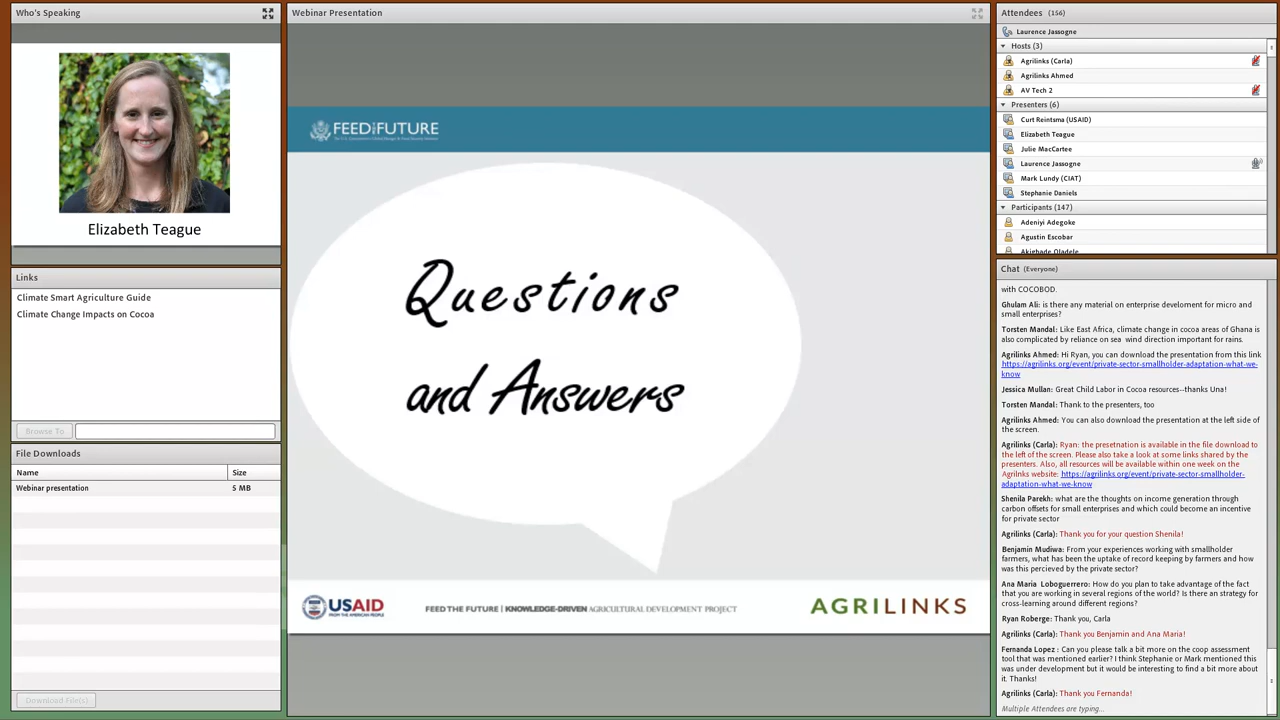 Who's Speaking
Elizabeth Teague
Links
Climate Smart Agriculture Guide
Climate Change Impacts on Cocoa
Browse To
File Downloads
Name Size
Webinar presentation 5 MB
Download File(s)
Webinar Presentation
FEED THE FUTURE
Questions
and Answers
USAID
FROM THE AMERICAN PEOPLE
FEED THE FUTURE | KNOWLEDGE-DRIVEN AGRICULTURAL DEVELOPMENT PROJECT
AGRILINKS
Attendees (156)
Laurence Jassogne
Hosts (3)
Agrilinks (Carla)
Agrilinks Ahmed
AV Tech 2
Presenters (6)
Curt Reintsma (USAID)
Elizabeth Teague
Julie MacCartee
Laurence Jassogne
Mark Lundy (CIAT)
Stephanie Daniels
Participants (147)
Adeniyi Adegoke
Agustin Escobar
Akighade Oladele
Chat (Everyone)
with COCOBOD.
Ghulam Ali: is there any material on enterprise develoment for micro and
small enterprises?
Torsten Mandal: Like East Africa, climate change in cocoa areas of Ghana is
also complicated by reliance on sea wind direction important for rains.
Agrilinks Ahmed: Hi Ryan, you can download the presentation from this link
https://agrilinks.org/event/private-sector-smallholder-adaptation-what-we-
know
Jessica Mullan: Great Child Labor in Cocoa resources--thanks Una!
Torsten Mandal: Thank to the presenters, too
Agrilinks Ahmed: You can also download the presentation at the left side of
the screen.
Agrilinks (Carla): Ryan: the presetnation is available in the file download to
the left of the screen. Please also take a look at some links shared by the
presenters. Also, all resources will be available within one week on the
Agrilnks website: https://agrilinks.org/event/private-sector-smallholder-
adaptation-what-we-know
Shenila Parekh: what are the thoughts on income generation through
carbon offsets for small enterprises and which could become an incentive
for private sector
Agrilinks (Carla): Thank you for your question Shenila!
Benjamin Mudiwa: From your experiences working with smallholder
farmers, what has been the uptake of record keeping by farmers and how
was this percieved by the private sector?
Ana Maria Loboguerrero: How do you plan to take advantage of the fact
that you are working in several regions of the world? Is there an strategy for
cross-learning around different regions?
Ryan Roberge: Thank you, Carla
Agrilinks (Carla): Thank you Benjamin and Ana Maria!
Fernanda Lopez : Can you please talk a bit more on the coop assessment
tool that was mentioned earlier? I think Stephanie or Mark mentioned this
was under development but it would be interesting to find a bit more about
it. Thanks!
Agrilinks (Carla): Thank you Fernanda!
Multiple Attendees are typing...